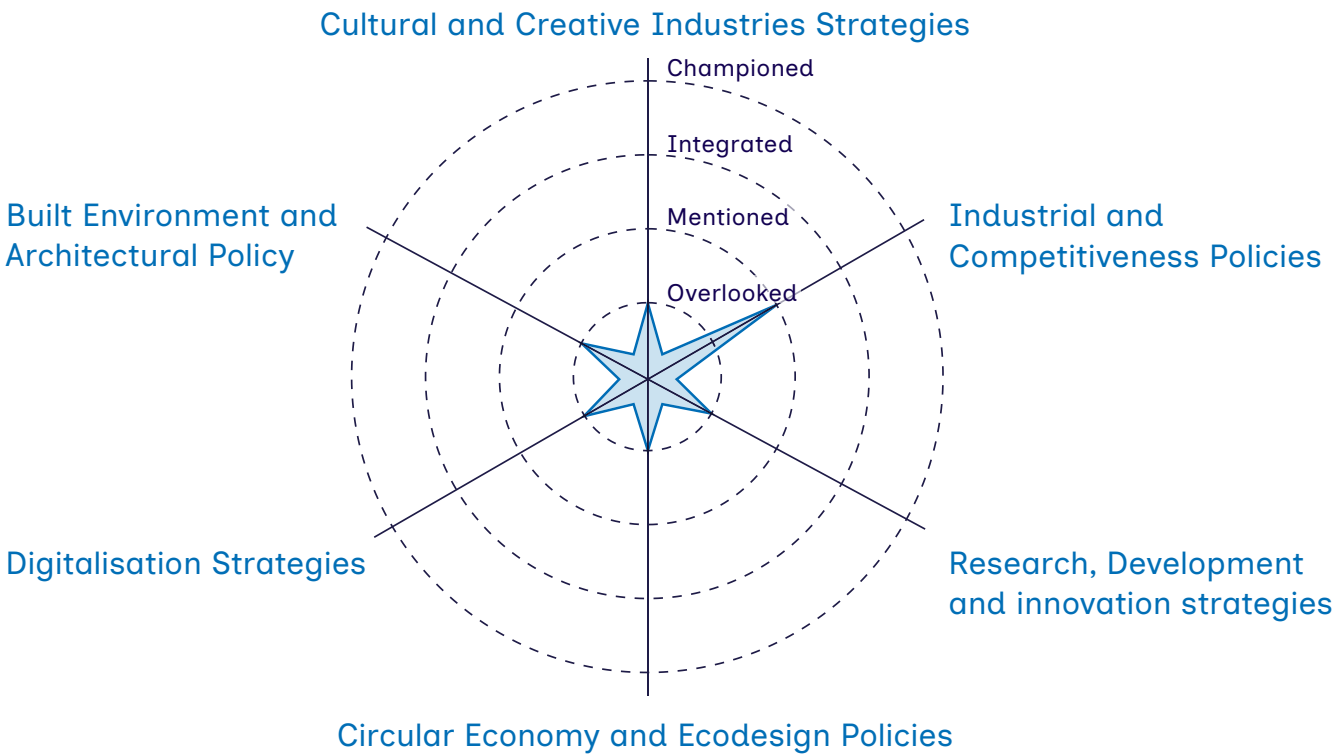 Cultural and Creative Industries Strategies
Championed
Integrated
Mentioned
Overlooked
Built Environment and
Architectural Policy
Industrial and
Competitiveness Policies
Digitalisation Strategies
Research, Development
and innovation strategies
Circular Economy and Ecodesign Policies